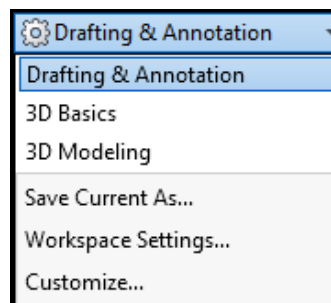 Drafting & Annotation
Drafting & Annotation
3D Basics
3D Modeling
Save Current As...
Workspace Settings...
Customize...